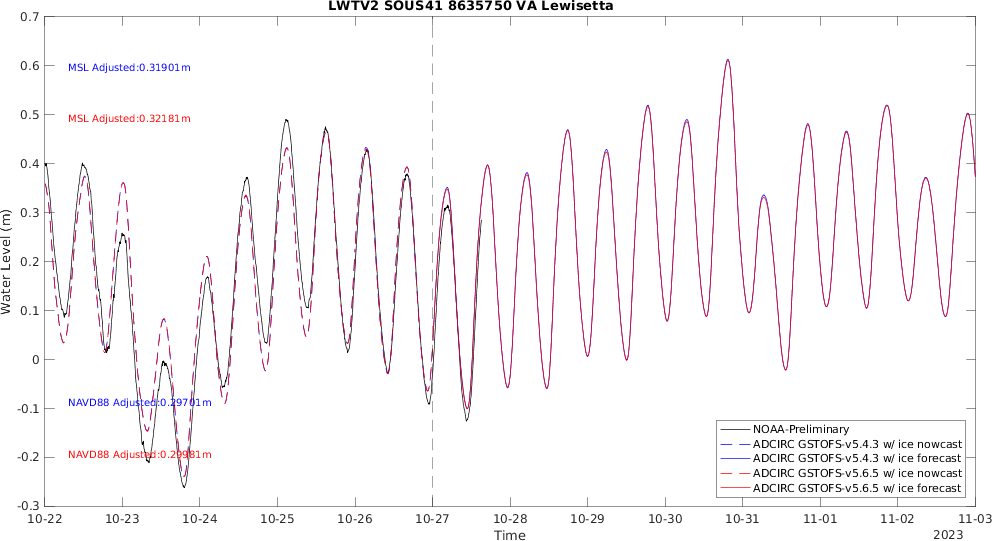 LWTV2 SOUS41 8635750 VA Lewisetta
0.7
0.6
0.5
0.4
0.3
0.2
0.1
0
-0.1
-0.2
-0.3
Water Level (m)
MSL Adjusted:0.31901m
MSL Adjusted:0.32181m
NAVD88 Adjusted:0.29701m
NAVD88 Adjusted:0.29981m
NOAA-Preliminary
ADCIRC GSTOFS-v5.4.3 w/ ice nowcast
ADCIRC GSTOFS-v5.4.3 w/ ice forecast
ADCIRC GSTOFS-v5.6.5 w/ ice nowcast
ADCIRC GSTOFS-v5.6.5 w/ ice forecast
10-22 10-23 10-24 10-25 10-26 10-27 10-28 10-29 10-30 10-31 11-01 11-02 11-03
Time
2023